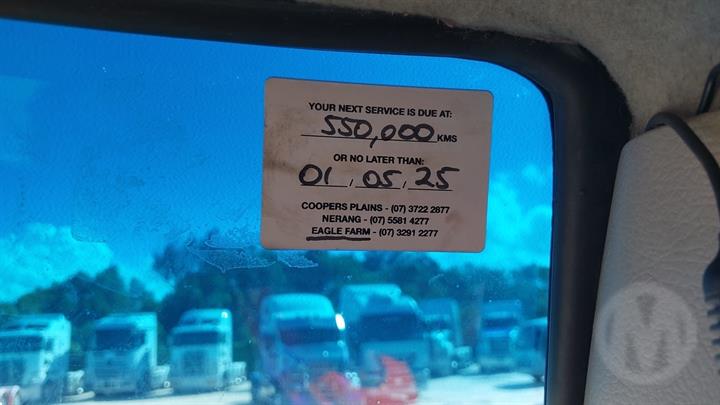 YOUR NEXT SERVICE IS DUE AT:
550,000 KMS
OR NO LATER THAN:
01, 05, 25
COOPERS PLAINS - (07) 3722 2877
NERANG - (07) 5581 4277
EAGLE FARM - (07) 3291 2277
M